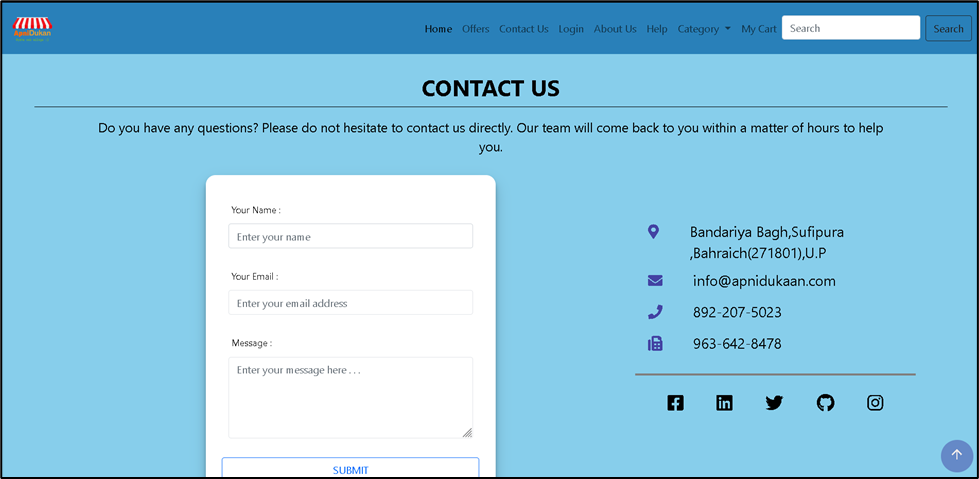 ApniDukan
Home Offers Contact Us Login About Us Help Category My Cart Search Search
CONTACT US
Do you have any questions? Please do not hesitate to contact us directly. Our team will come back to you within a matter of hours to help
you.
Your Name :
Enter your name
Your Email :
Enter your email address
Message :
Enter your message here . . .
SUBMIT
Bandariya Bagh,Sufipura
,Bahraich(271801),U.P
info@apnidukaan.com
892-207-5023
963-642-8478